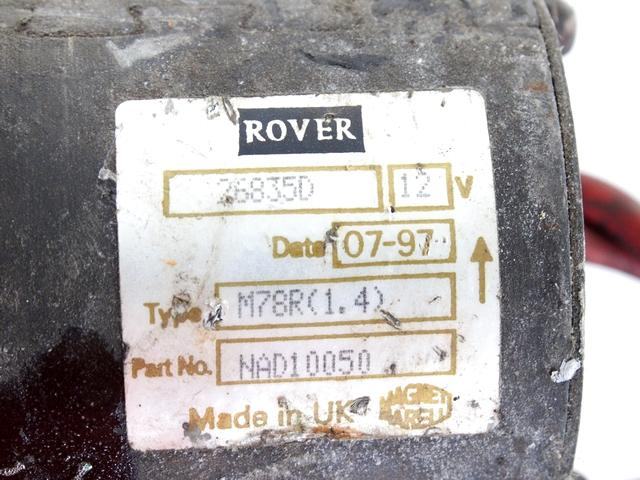 ROVER
26835D 12 V
Date 07-97
Type M78R(1.4)
Part No. NAD10050
Made in UK MAGNETI MARELLI